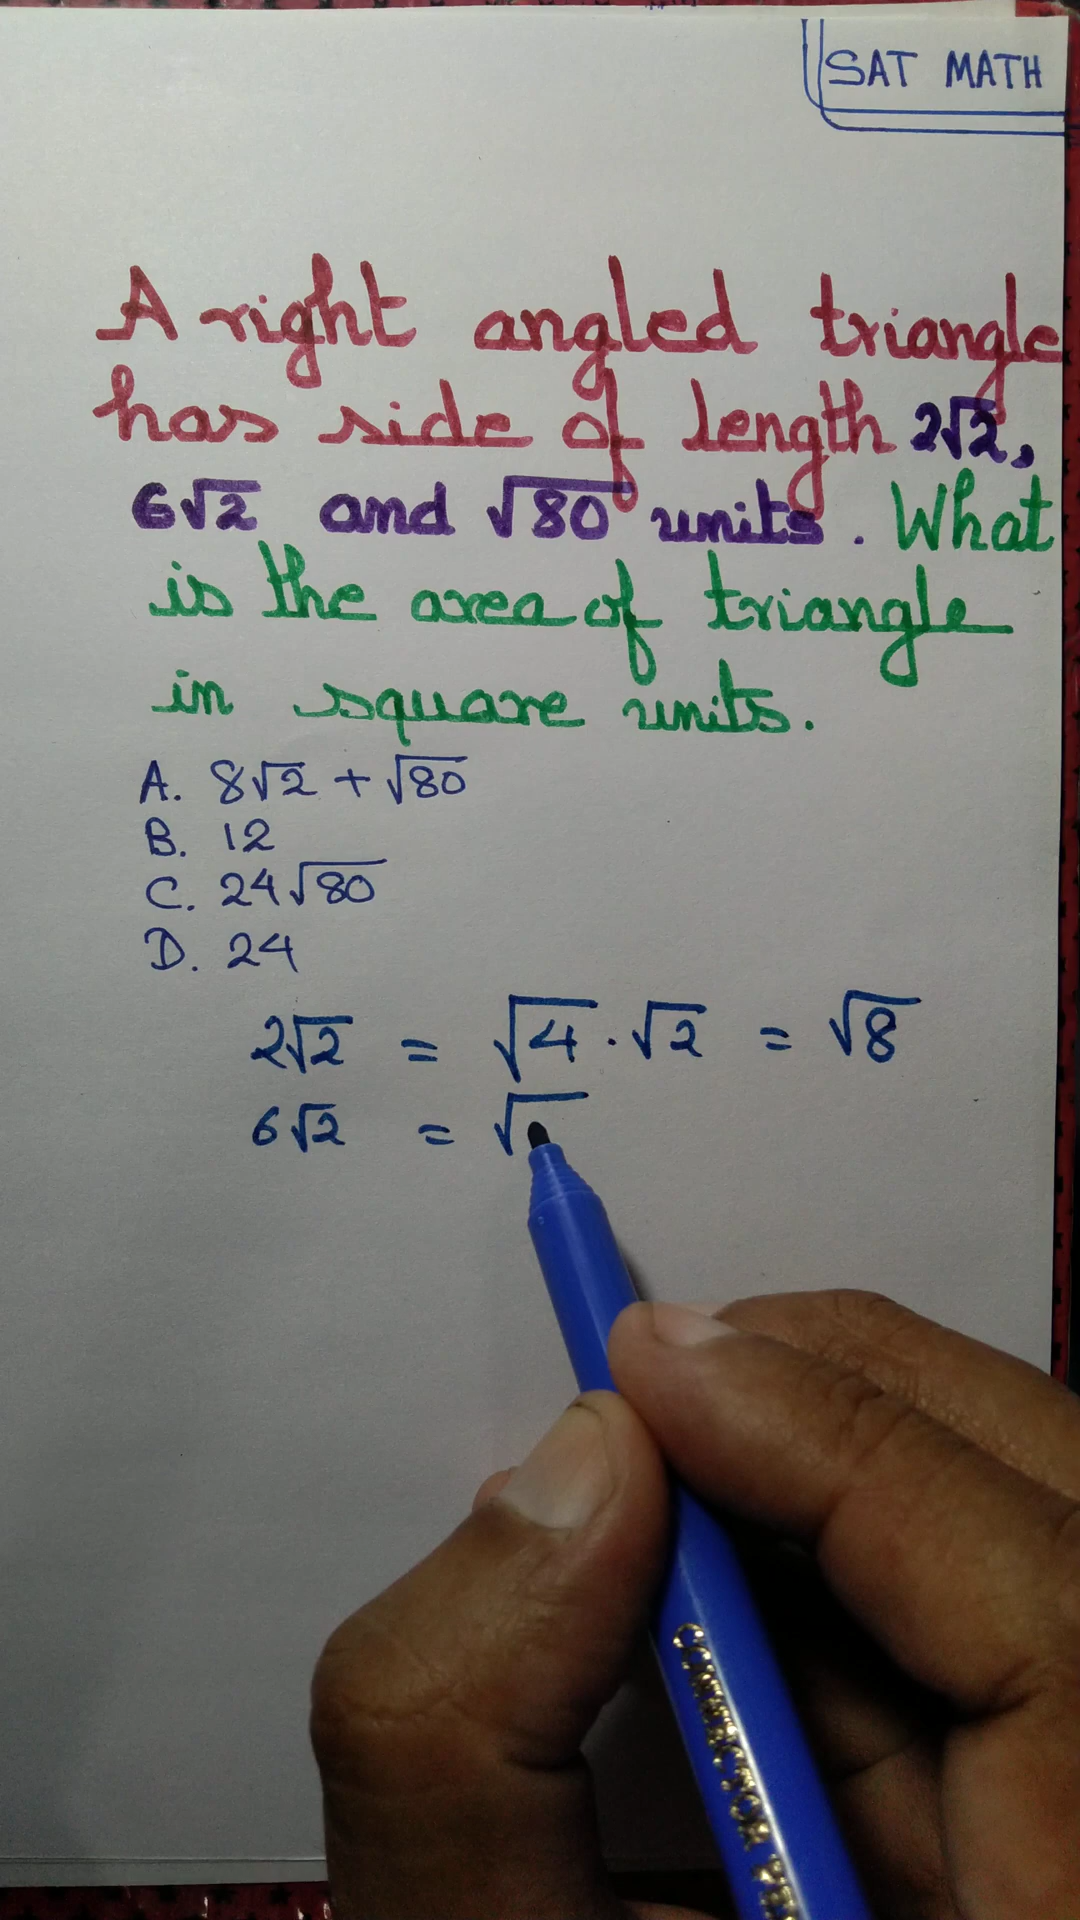 SAT MATH
A right angled triangle
has side of length 2√2,
6√2 and √80 units. What
is the area of triangle
in square units.
A. 8√2 + √80
B. 12
C. 24√80
D. 24
2√2 = √4 . √2 = √8
6√2 = √
CORRECTOR